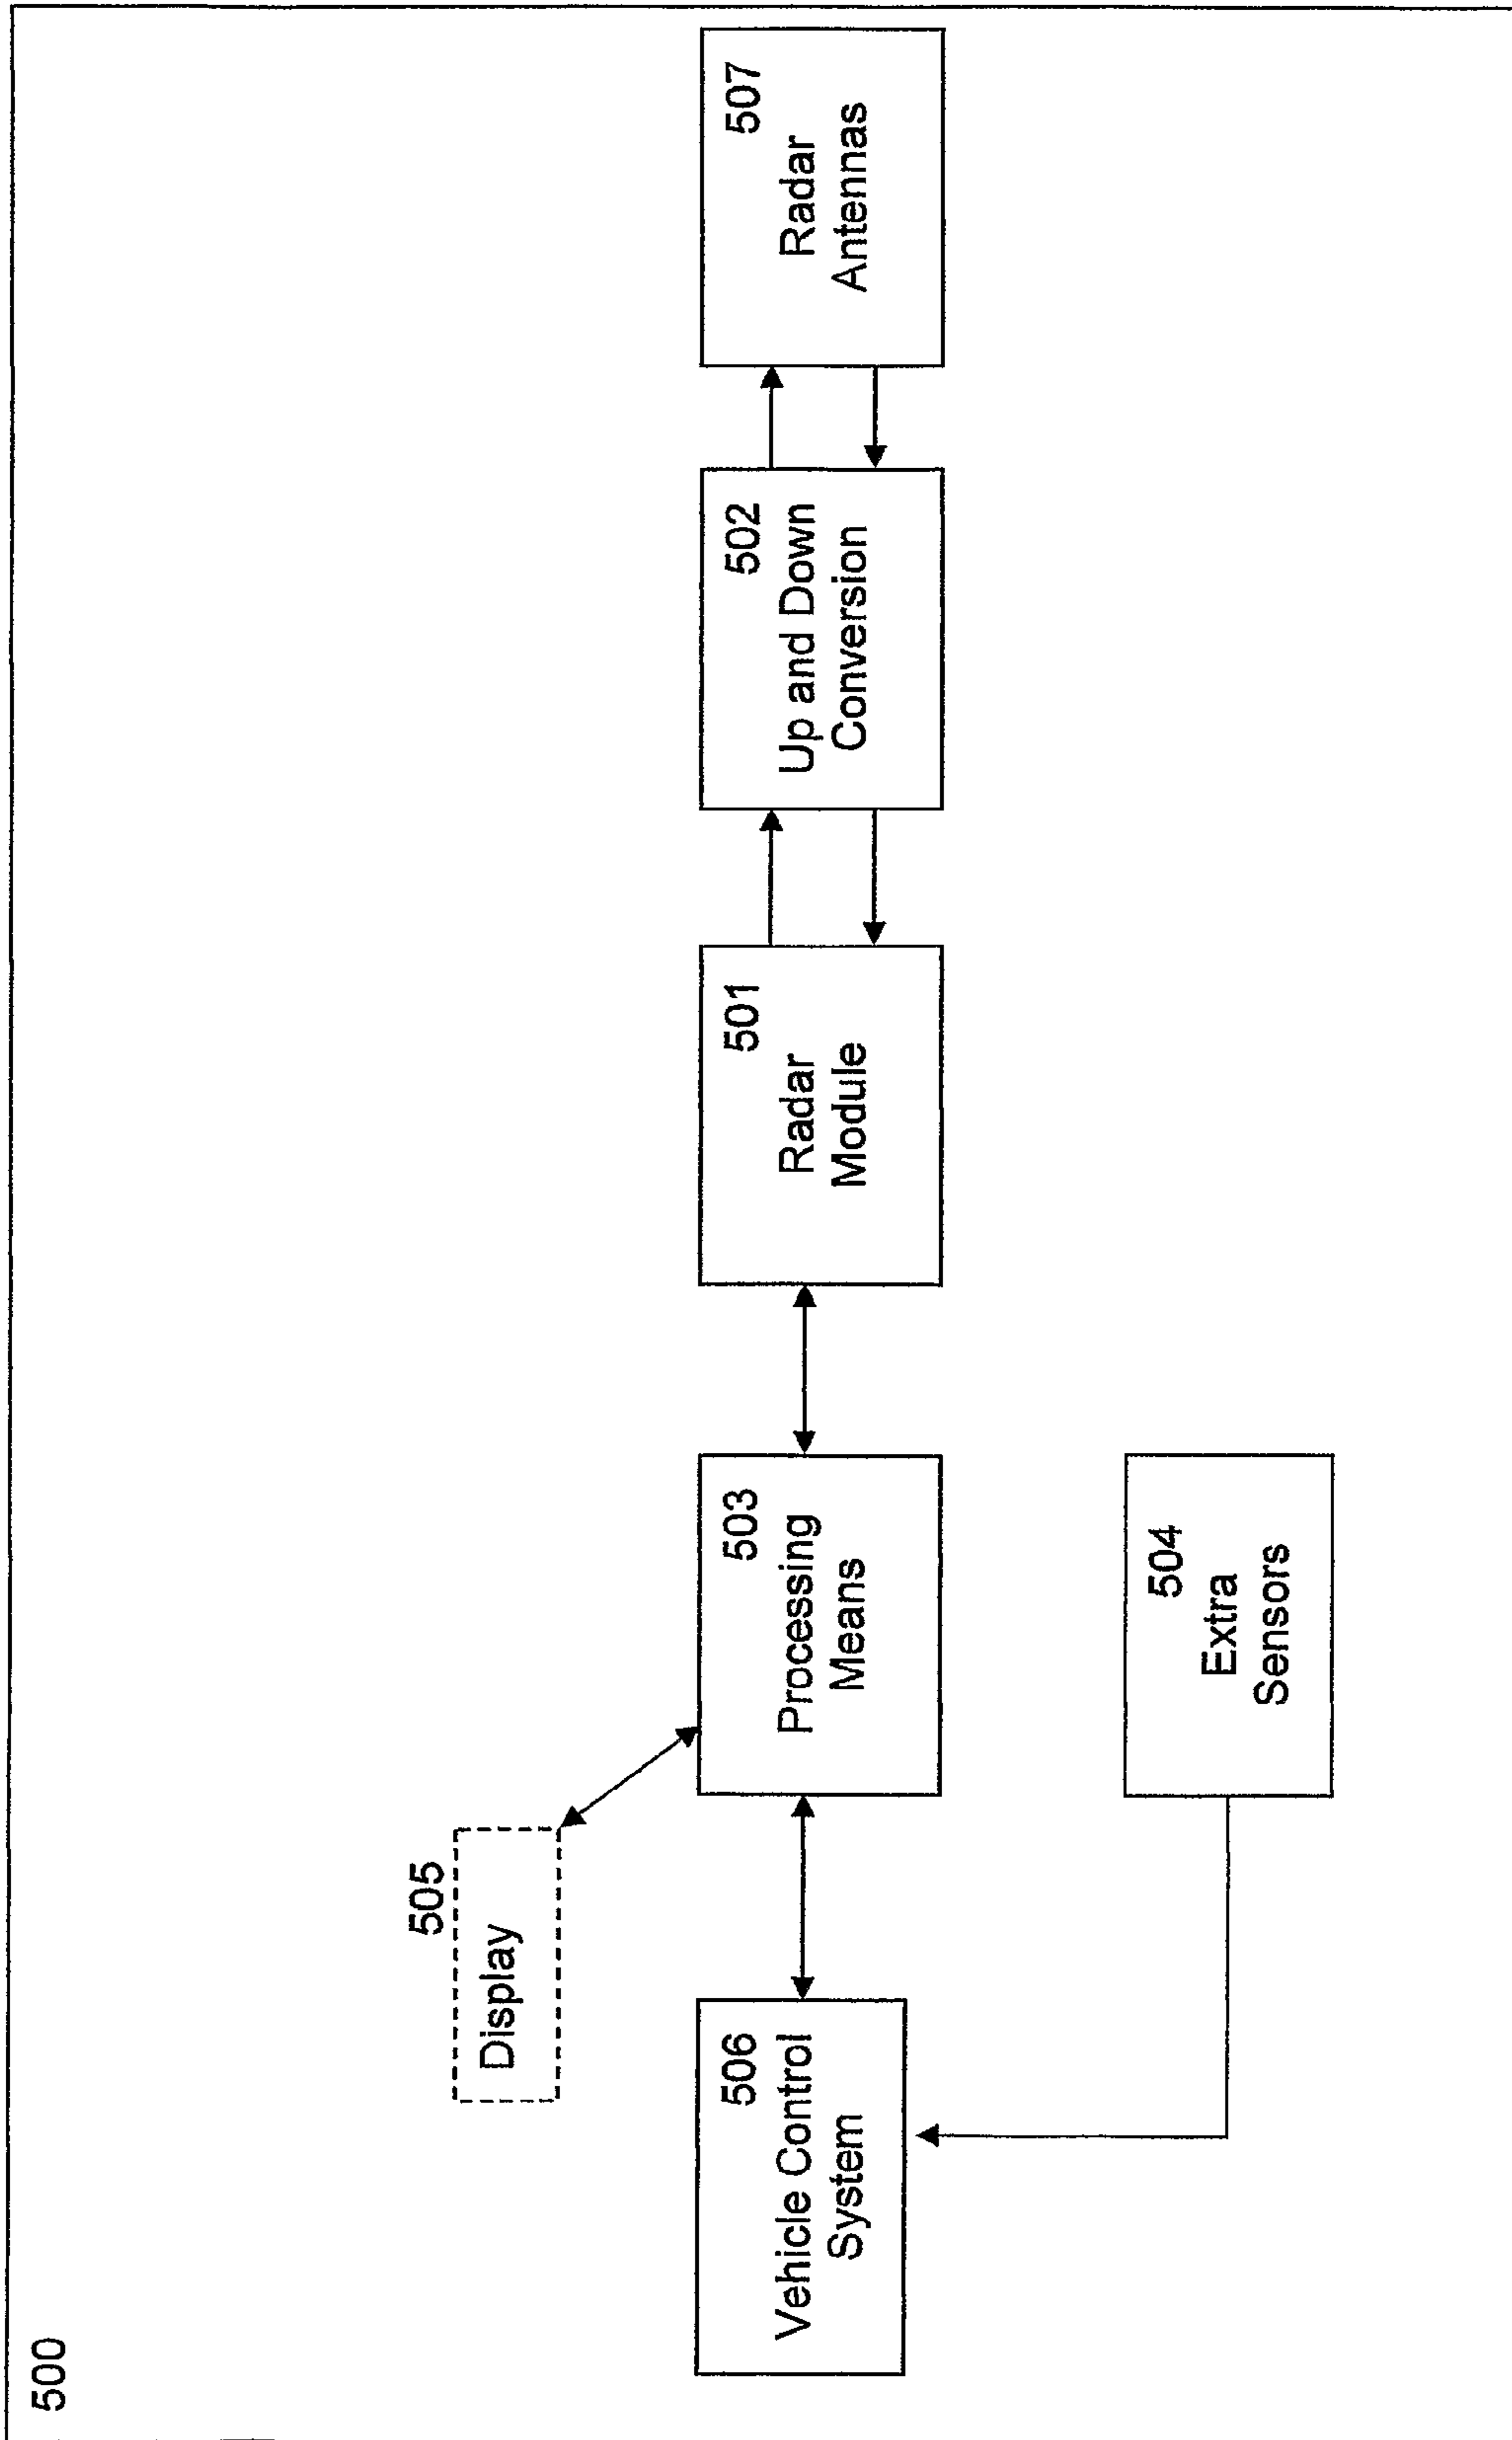 500
505
Display
506
Vehicle Control
System
503
Processing
Means
501
Radar
Module
502
Up and Down
Conversion
507
Radar
Antennas
504
Extra
Sensors